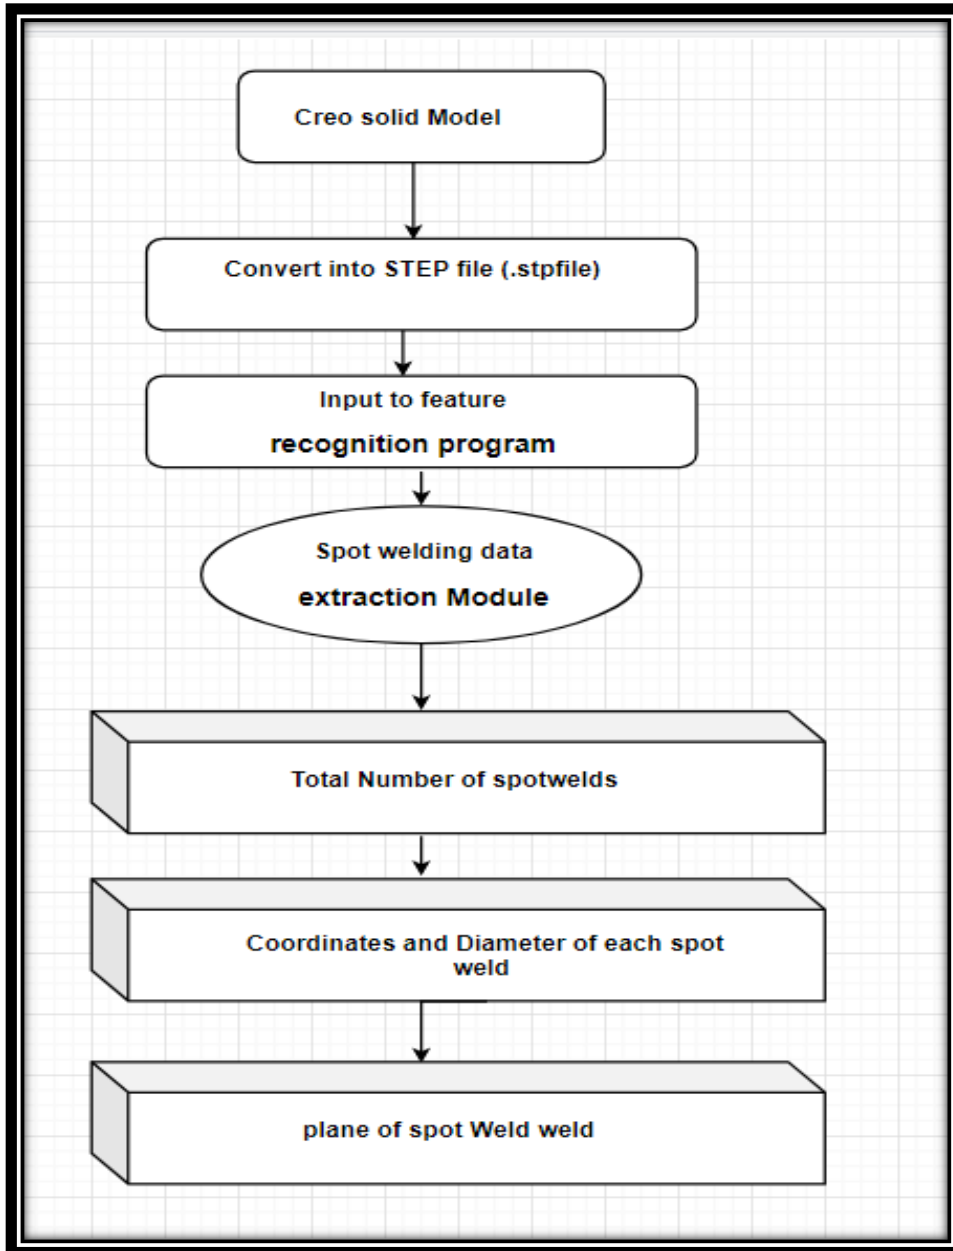 Creo solid Model
Convert into STEP file (.stpfile)
Input to feature
recognition program
Spot welding data
extraction Module
Total Number of spotwelds
Coordinates and Diameter of each spot
weld
plane of spot Weld weld